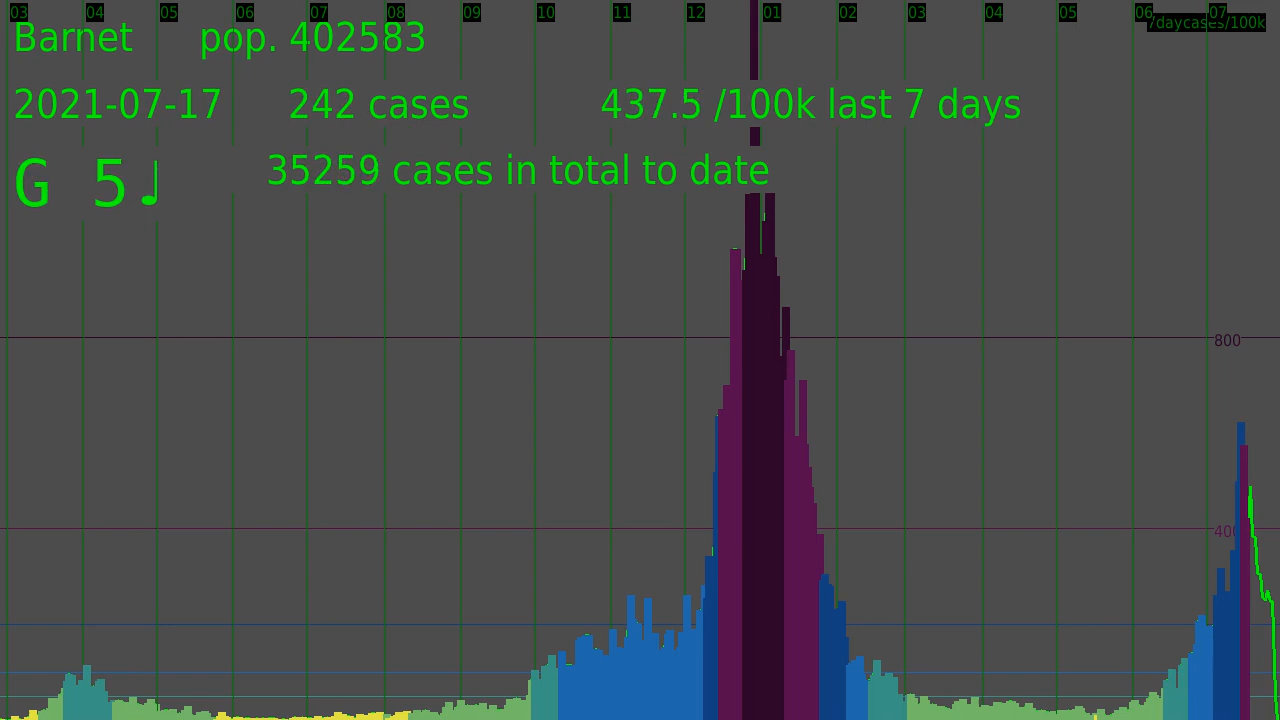 03 04 05 06 07 08 09 10 11 12 01 02 03 04 05 06 07
7daycases/100k
Barnet pop. 402583
2021-07-17 242 cases 437.5 /100k last 7 days
G 5♩ 35259 cases in total to date
800
400